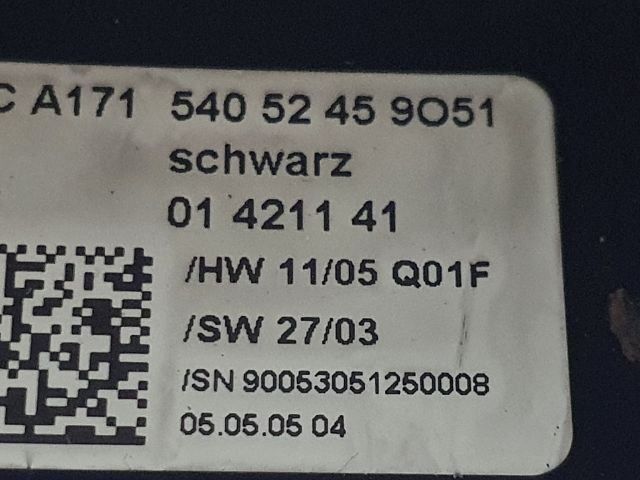 C A171 540 52 45 9O51
schwarz
01 4211 41
/HW 11/05 Q01F
/SW 27/03
/SN 90053051250008
05.05.05 04